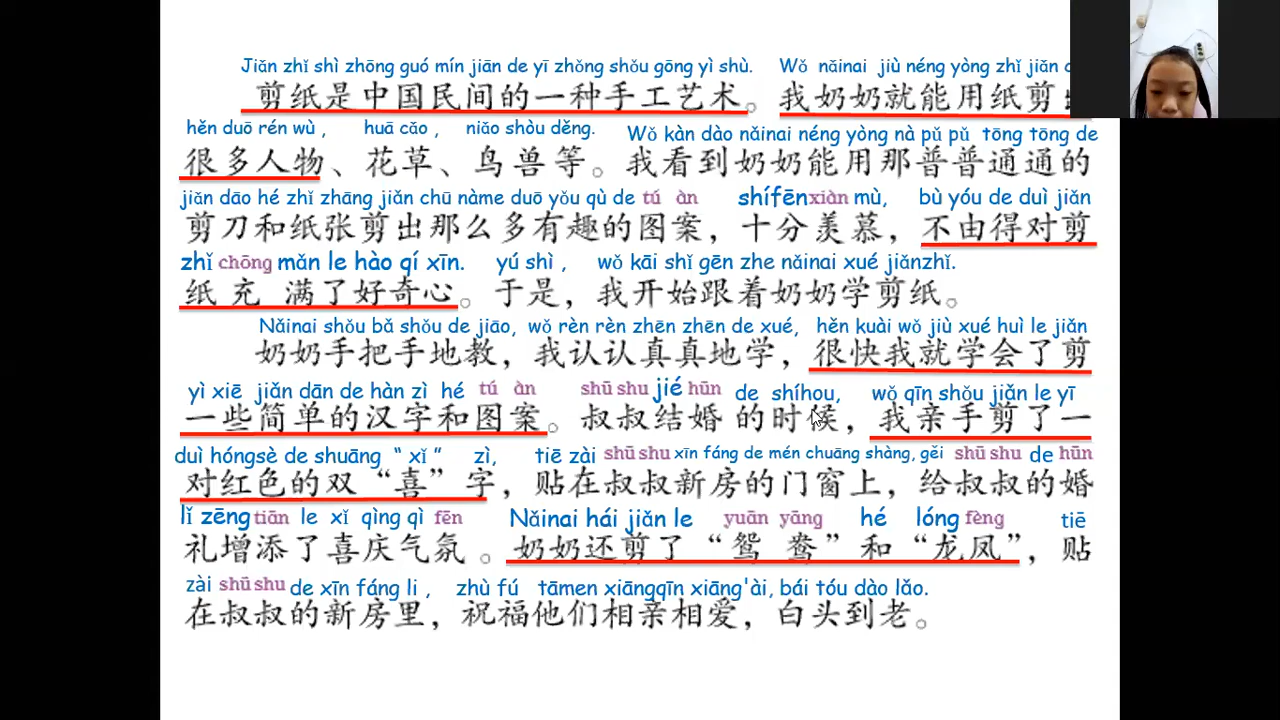 Jiǎn zhǐ shì zhōng guó mín jiān de yī zhǒng shǒu gōng yì shù. Wǒ nǎinai jiù néng yòng zhǐ jiǎn
剪纸是中国民间的一种手工艺术。我奶奶就能用纸剪
hěn duō rén wù , huā cǎo , niǎo shòu děng. Wǒ kàn dào nǎinai néng yòng nà pǔ pǔ tōng tōng de
很多人物、花草、鸟兽等。我看到奶奶能用那普普通通的
jiǎn dāo hé zhǐ zhāng jiǎn chū nàme duō yǒu qù de tú àn shífēn xiàn mù, bù yóu de duì jiǎn
剪刀和纸张剪出那么多有趣的图案，十分羡慕，不由得对剪
zhǐ chōng mǎn le hào qí xīn. yú shì , wǒ kāi shǐ gēn zhe nǎinai xué jiǎnzhǐ.
纸充满了好奇心。于是，我开始跟着奶奶学剪纸。
Nǎinai shǒu bǎ shǒu de jiāo, wǒ rèn rèn zhēn zhēn de xué, hěn kuài wǒ jiù xué huì le jiǎn
奶奶手把手地教，我认认真真地学，很快我就学会了剪
yì xiē jiǎn dān de hàn zì hé tú àn shū shu jié hūn de shíhou, wǒ qīn shǒu jiǎn le yī
一些简单的汉字和图案。叔叔结婚的时候，我亲手剪了一
duì hóngsè de shuāng “ xǐ ” zì, tiē zài shū shu xīn fáng de mén chuāng shàng, gěi shū shu de hūn
对红色的双“喜”字，贴在叔叔新房的门窗上，给叔叔的婚
lǐ zēng tiān le xǐ qìng qì fēn Nǎinai hái jiǎn le yuān yāng hé lóng fèng tiē
礼增添了喜庆气氛。奶奶还剪了“鸳鸯”和“龙凤”，贴
zài shū shu de xīn fáng li , zhù fú tāmen xiāngqīn xiāng'ài, bái tóu dào lǎo.
在叔叔的新房里，祝福他们相亲相爱，白头到老。